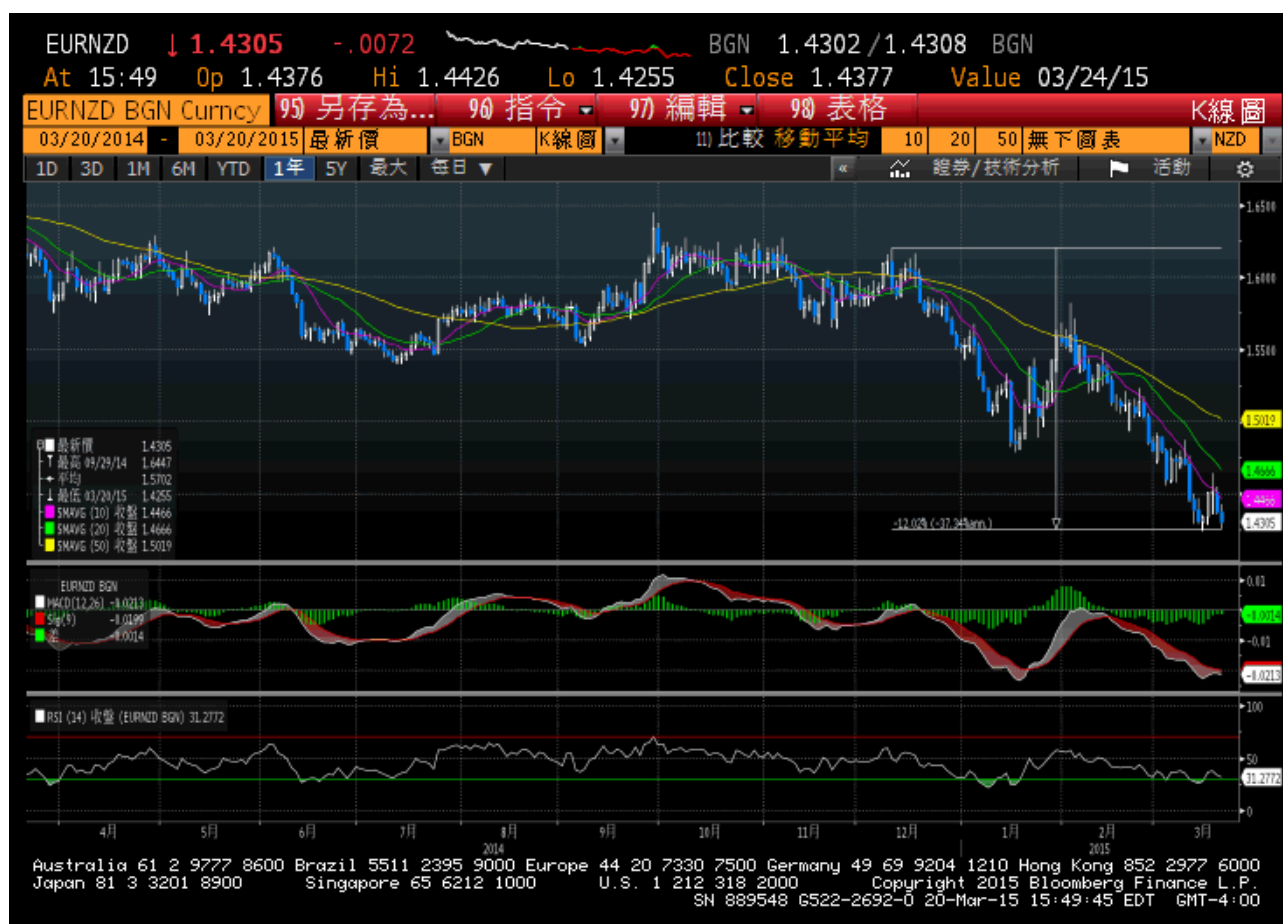 EURNZD ↓1.4305 -.0072 BGN 1.4302/1.4308 BGN
At 15:49 Op 1.4376 Hi 1.4426 Lo 1.4255 Close 1.4377 Value 03/24/15
EURNZD BGN Curncy 95) 另存為... 96) 指令 97) 編輯 98) 表格 K線圖
03/20/2014 - 03/20/2015 最新價 BGN K線圖 11) 比較 移動平均 10 20 50 無下圖表 NZD
1D 3D 1M 6M YTD 1年 5Y 最大 每日 ▼ « 證券/技術分析 活動
1.6500
1.6000
1.5500
1.5019
1.4666
1.4466
1.4305
最新價 1.4305
最高 09/29/14 1.6447
平均 1.5702
最低 03/20/15 1.4255
SMAVG (10) 收盤 1.4466
SMAVG (20) 收盤 1.4666
SMAVG (50) 收盤 1.5019
-12.02% (-37.34%ann.)
EURNZD BGN
MACD(12,26) -0.0213
Sig(9) -0.0199
差 -0.0014
0.01
-0.0014
-0.01
-0.0213
RSI (14) 收盤 (EURNZD BGN) 31.2772
100
50
31.2772
0
4月 5月 6月 7月 8月 9月 10月 11月 12月 1月 2月 3月
2014 2015
Australia 61 2 9777 8600 Brazil 5511 2395 9000 Europe 44 20 7330 7500 Germany 49 69 9204 1210 Hong Kong 852 2977 6000
Japan 81 3 3201 8900 Singapore 65 6212 1000 U.S. 1 212 318 2000 Copyright 2015 Bloomberg Finance L.P.
SN 889548 G522-2692-0 20-Mar-15 15:49:45 EDT GMT-4:00